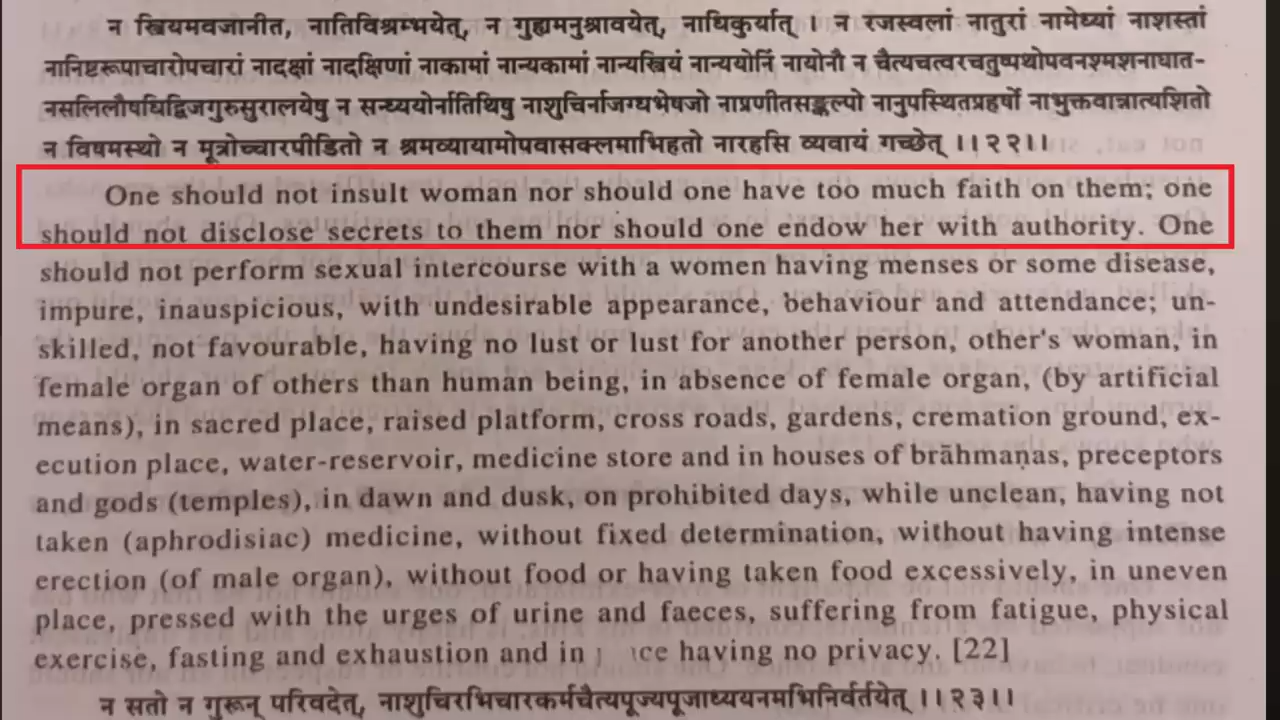 न स्त्रियमवजानीत, नातिविश्रम्भयेत्, न गुह्यमनुश्रावयेत्, नाधिकुर्यात् । न रजस्वलां नातुरां नामेध्यां नाशस्तां
नानिष्टरूपाचारोपचारां नादक्षां नादक्षिणां नाकामां नान्यकामां नान्यस्त्रियं नान्ययोनिं नायोनौ न चैत्यचत्वरचतुष्पथोपवनश्मशनाघात-
नसलिलौषधिद्विजगुरुसुरालयेषु न सन्ध्ययोर्नातिथिषु नाशुचिर्नाजग्धभेषजो नाप्रणीतसङ्कल्पो नानुपस्थितप्रहर्षो नाभुक्तवान्नात्यशितो
न विषमस्थो न मूत्रोच्चारपीडितो न श्रमव्यायामोपवासक्लमाभिहतो नारहसि व्यवायं गच्छेत् ।।२२।।
One should not insult woman nor should one have too much faith on them; one
should not disclose secrets to them nor should one endow her with authority. One
should not perform sexual intercourse with a women having menses or some disease,
impure, inauspicious, with undesirable appearance, behaviour and attendance; un-
skilled, not favourable, having no lust or lust for another person, other's woman, in
female organ of others than human being, in absence of female organ, (by artificial
means), in sacred place, raised platform, cross roads, gardens, cremation ground, ex-
ecution place, water-reservoir, medicine store and in houses of brāhmaṇas, preceptors
and gods (temples), in dawn and dusk, on prohibited days, while unclean, having not
taken (aphrodisiac) medicine, without fixed determination, without having intense
erection (of male organ), without food or having taken food excessively, in uneven
place, pressed with the urges of urine and faeces, suffering from fatigue, physical
exercise, fasting and exhaustion and in having no privacy. [22]
न सतो न गुरून् परिवदेत्, नाशुचिरभिचारकर्मचैत्यपूज्यपूजाध्ययनमभिनिर्वर्तयेत् ।।२३।।